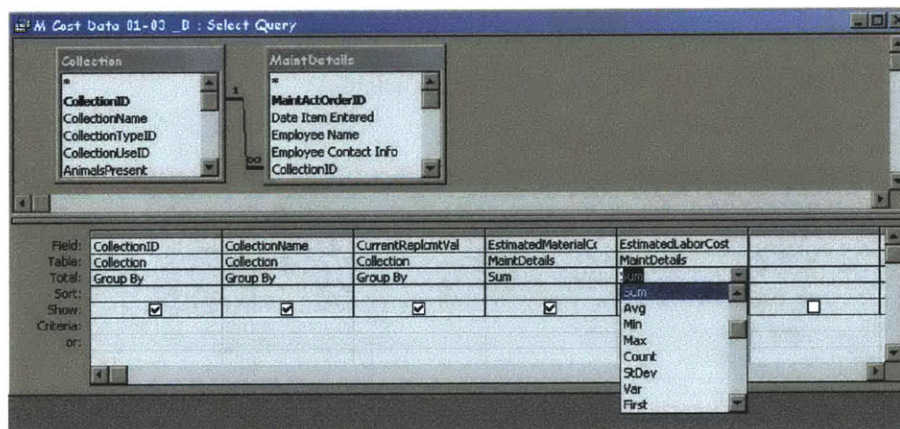 M Cost Data 01-03 _B : Select Query
Collection
MaintDetails
*
CollectionID
CollectionName
CollectionTypeID
CollectionUseID
AnimalsPresent
1
∞
*
MaintActOrderID
Date Item Entered
Employee Name
Employee Contact Info
CollectionID
Field: CollectionID CollectionName CurrentReplcmtVal EstimatedMaterialCc EstimatedLaborCost
Table: Collection Collection Collection MaintDetails MaintDetails
Total: Group By Group By Group By Sum Sum
Sort:
Show:
Criteria:
or:
Sum
Avg
Min
Max
Count
StDev
Var
First